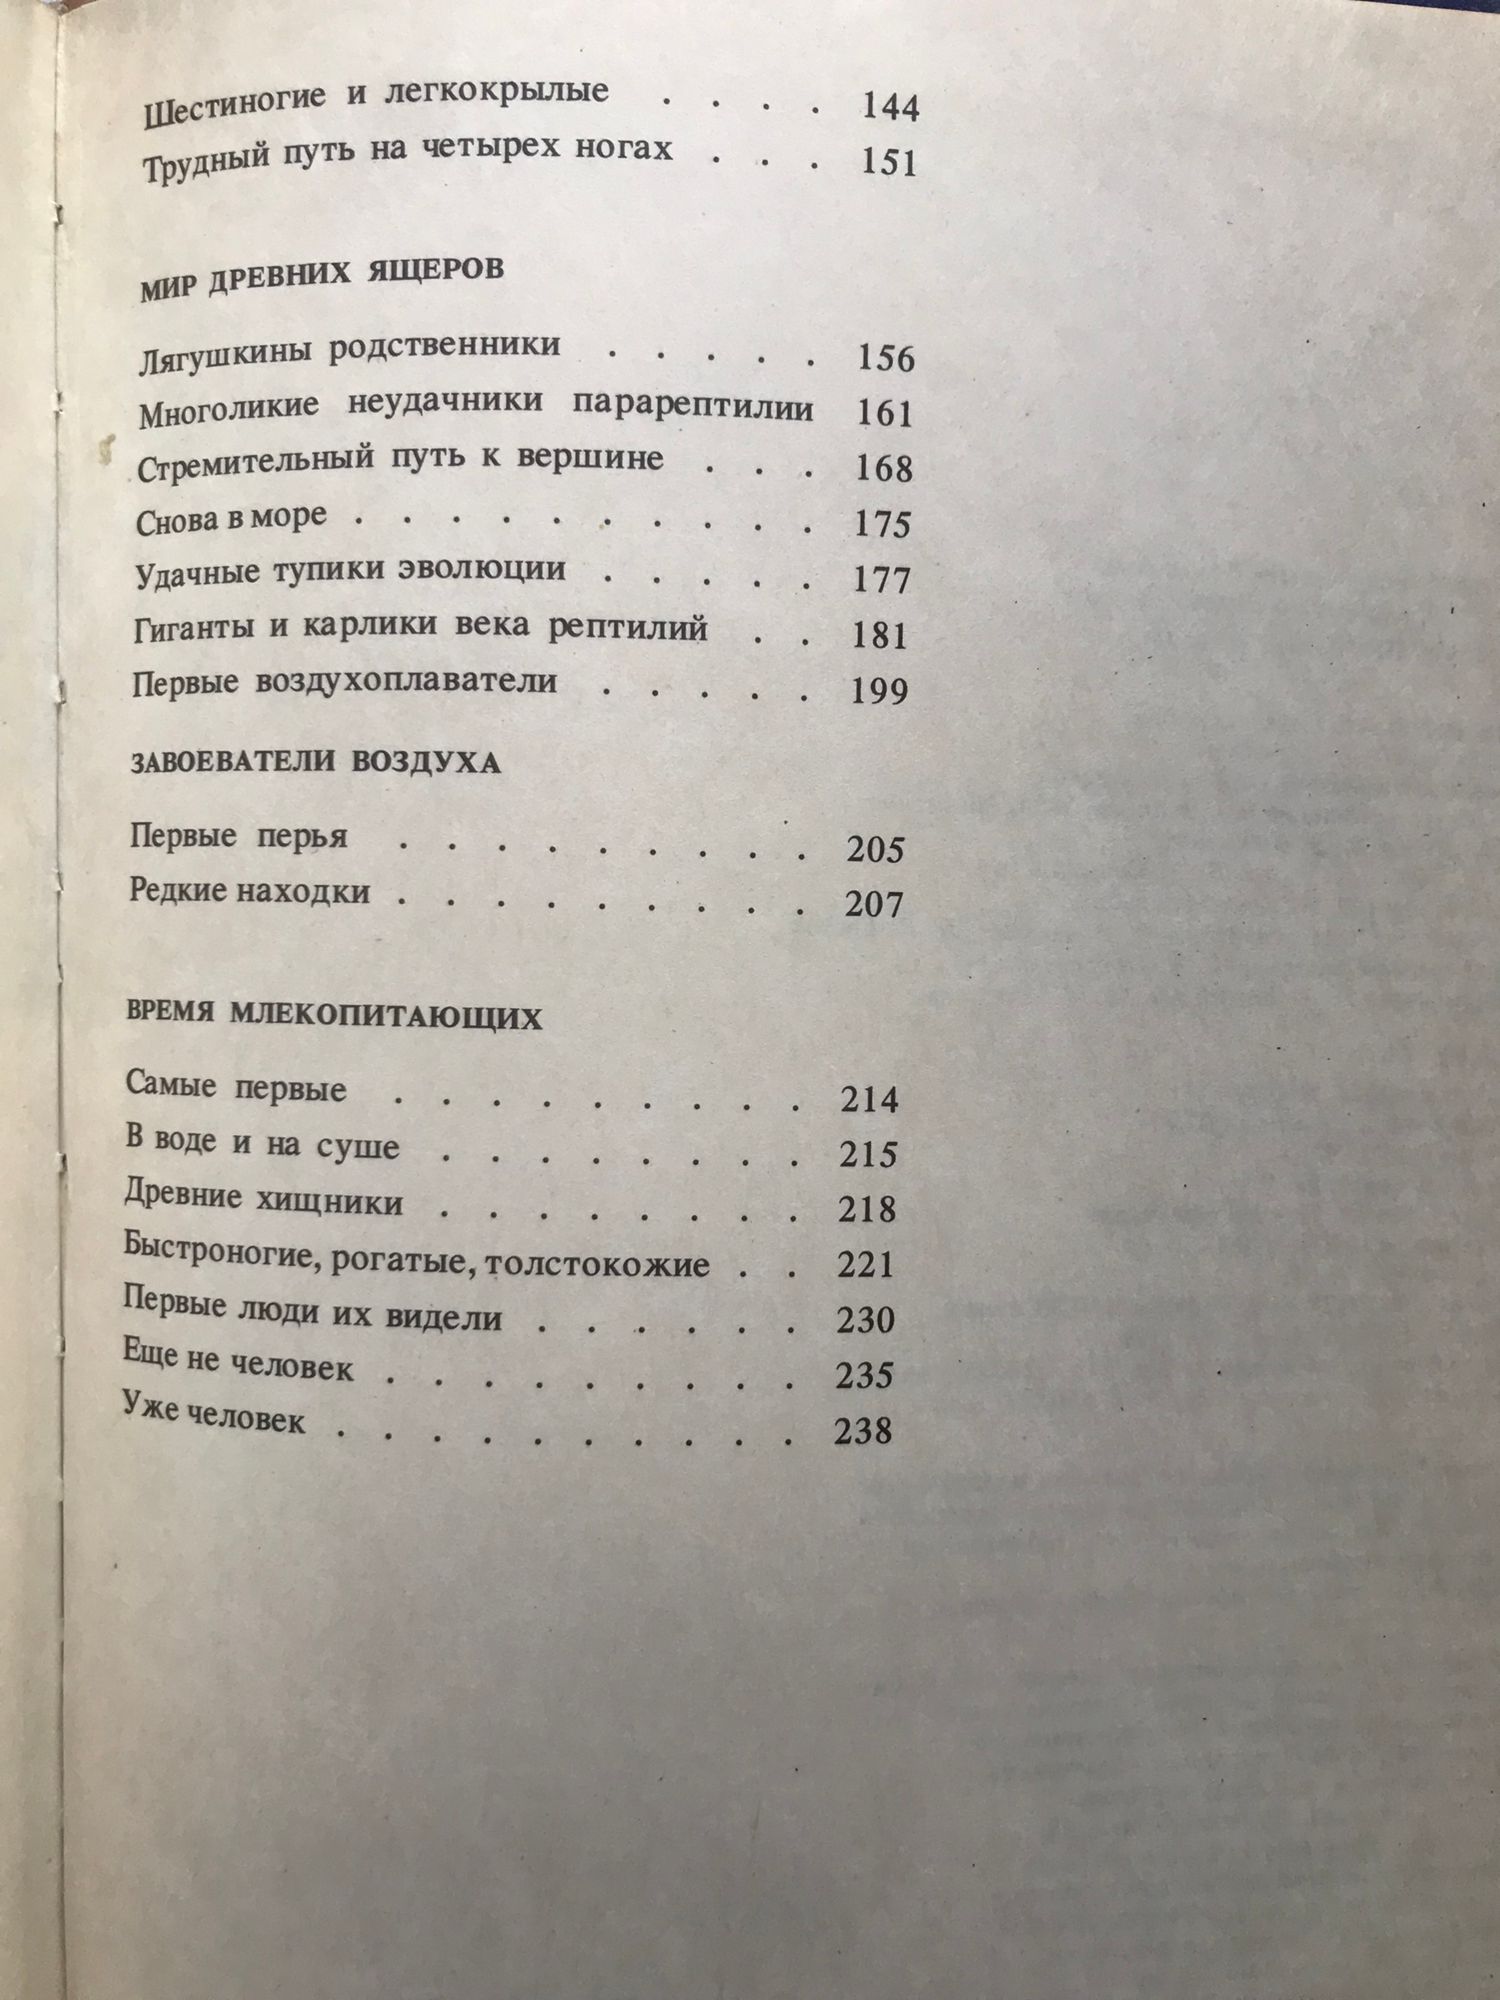 Шестиногие и легкокрылые . . . . 144
Трудный путь на четырех ногах . . . 151
МИР ДРЕВНИХ ЯЩЕРОВ
Лягушкины родственники . . . . . 156
Многоликие неудачники парарептилии 161
Стремительный путь к вершине . . . 168
Снова в море . . . . . . . . . . 175
Удачные тупики эволюции . . . . . 177
Гиганты и карлики века рептилий . . 181
Первые воздухоплаватели . . . . . 199
ЗАВОЕВАТЕЛИ ВОЗДУХА
Первые перья . . . . . . . . . 205
Редкие находки . . . . . . . . . 207
ВРЕМЯ МЛЕКОПИТАЮЩИХ
Самые первые . . . . . . . . . 214
В воде и на суше . . . . . . . . 215
Древние хищники . . . . . . . . 218
Быстроногие, рогатые, толстокожие . . 221
Первые люди их видели . . . . . . 230
Еще не человек . . . . . . . . . 235
Уже человек . . . . . . . . . . 238